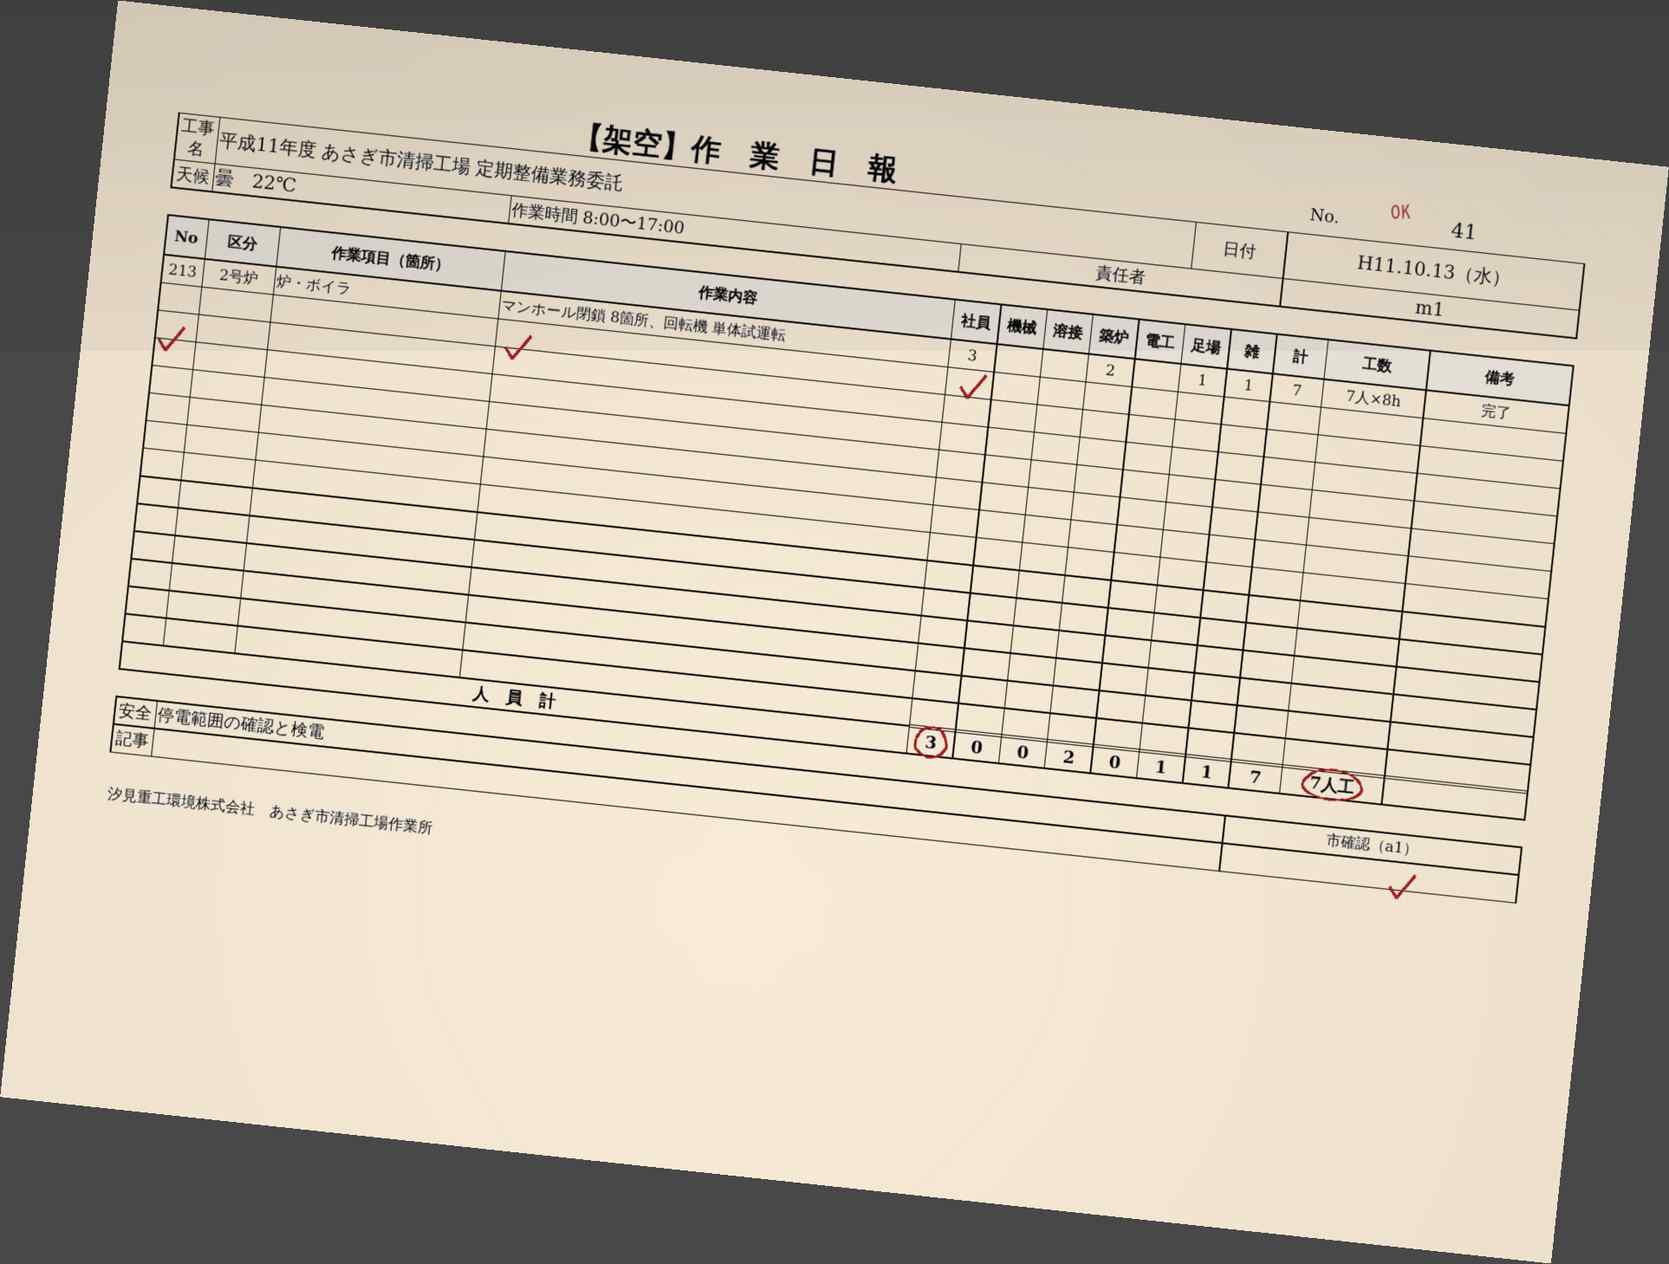 【架空】作 業 日 報
No. OK 41
工事名 平成11年度 あさぎ市清掃工場 定期整備業務委託 日付 H11.10.13（水）
天候 曇 22℃ 作業時間 8:00〜17:00 責任者 m1
No 区分 作業項目（箇所） 作業内容 社員 機械 溶接 築炉 電工 足場 雑 計 工数 備考
213 2号炉 炉・ボイラ マンホール閉鎖 8箇所、回転機 単体試運転 3 2 1 1 7 7人×8h 完了
人 員 計 3 0 0 2 0 1 1 7 7人工
安全 停電範囲の確認と検電 市確認（a1）
記事
汐見重工環境株式会社 あさぎ市清掃工場作業所